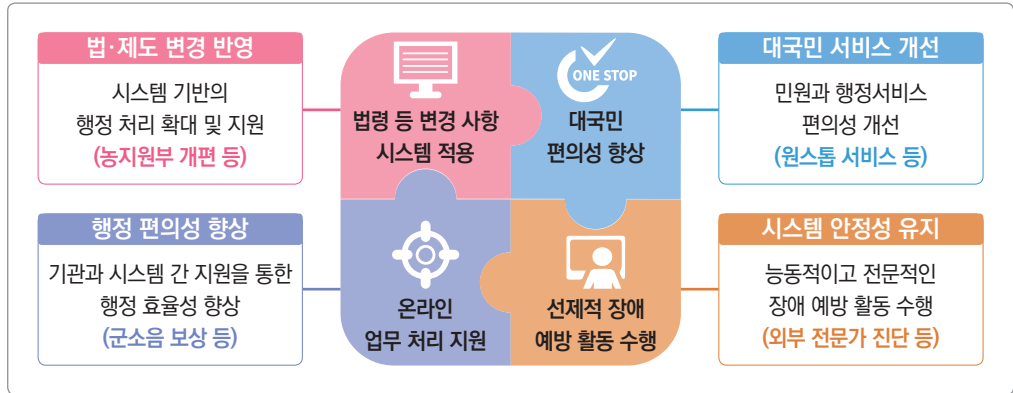 법·제도 변경 반영
시스템 기반의
행정 처리 확대 및 지원
(농지원부 개편 등)
법령 등 변경 사항
시스템 적용
ONE STOP
대국민
편의성 향상
대국민 서비스 개선
민원과 행정서비스
편의성 개선
(원스톱 서비스 등)
행정 편의성 향상
기관과 시스템 간 지원을 통한
행정 효율성 향상
(군소음 보상 등)
온라인
업무 처리 지원
선제적 장애
예방 활동 수행
시스템 안정성 유지
능동적이고 전문적인
장애 예방 활동 수행
(외부 전문가 진단 등)